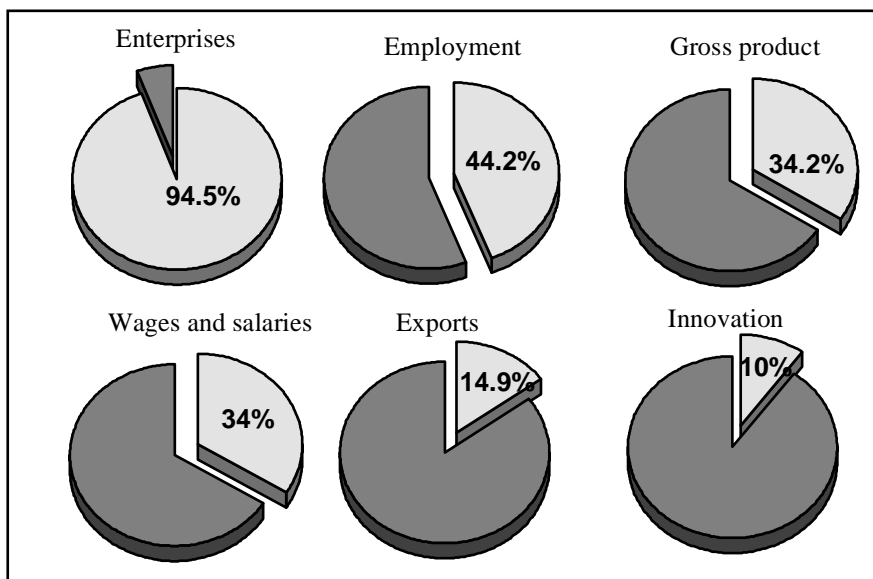 Enterprises
Employment
Gross product
94.5%
44.2%
34.2%
Wages and salaries
Exports
Innovation
34%
14.9%
10%